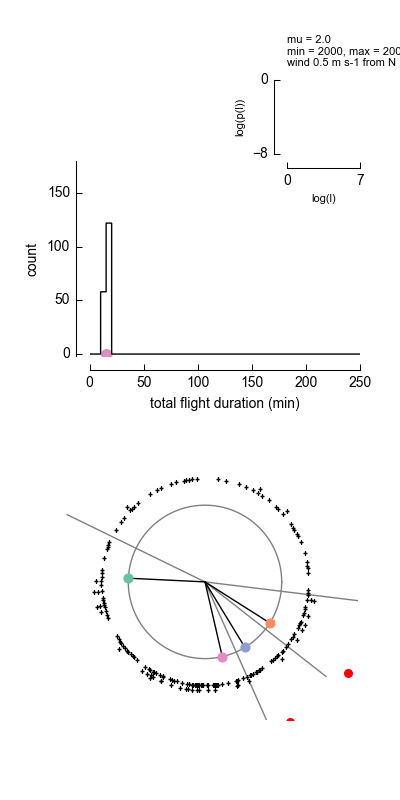 mu = 2.0
min = 2000, max = 200
wind 0.5 m s-1 from N
0
log(p(l))
−8
0 7
log(l)
150
100
50
0
count
0 50 100 150 200 250
total flight duration (min)